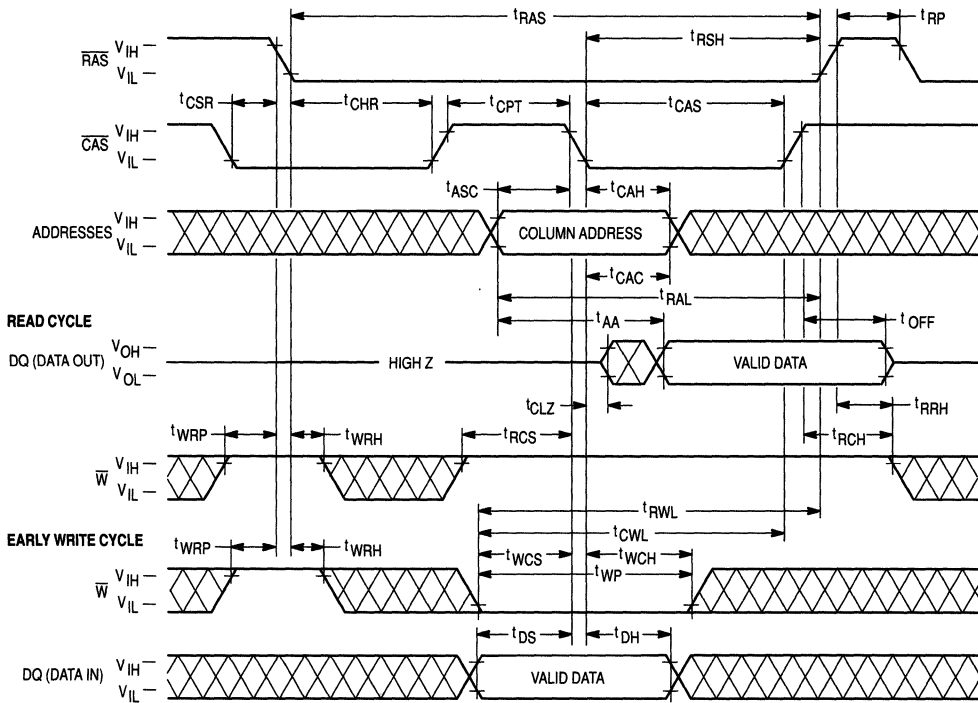 tRAS
tRP
tRSH
RAS
VIH
VIL
tCSR
tCHR
tCPT
tCAS
CAS
VIH
VIL
tASC
tCAH
ADDRESSES
VIH
VIL
COLUMN ADDRESS
tCAC
tRAL
READ CYCLE
tAA
tOFF
DQ (DATA OUT)
VOH
VOL
HIGH Z
VALID DATA
tCLZ
tRRH
tWRP
tWRH
tRCS
tRCH
W
VIH
VIL
tRWL
EARLY WRITE CYCLE
tCWL
tWRP
tWRH
tWCS
tWCH
tWP
W
VIH
VIL
tDS
tDH
DQ (DATA IN)
VIH
VIL
VALID DATA